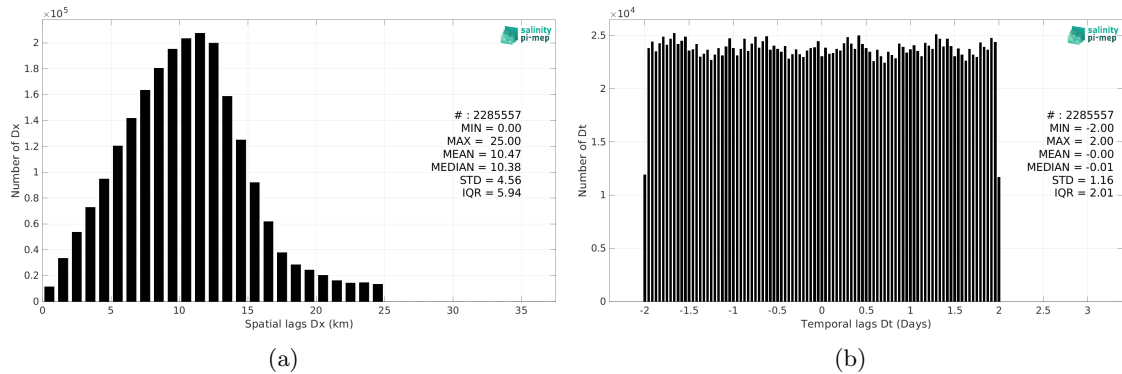 ×10^5
salinity
pi-mep
2
1.8
1.6
1.4
1.2
1
0.8
0.6
0.4
0.2
0
Number of Dx
# : 2285557
MIN = 0.00
MAX = 25.00
MEAN = 10.47
MEDIAN = 10.38
STD = 4.56
IQR = 5.94
0 5 10 15 20 25 30 35
Spatial lags Dx (km)
(a)
×10^4
salinity
pi-mep
2.5
2
1.5
1
0.5
0
Number of Dt
# : 2285557
MIN = -2.00
MAX = 2.00
MEAN = -0.00
MEDIAN = -0.01
STD = 1.16
IQR = 2.01
-2 -1.5 -1 -0.5 0 0.5 1 1.5 2 2.5 3
Temporal lags Dt (Days)
(b)